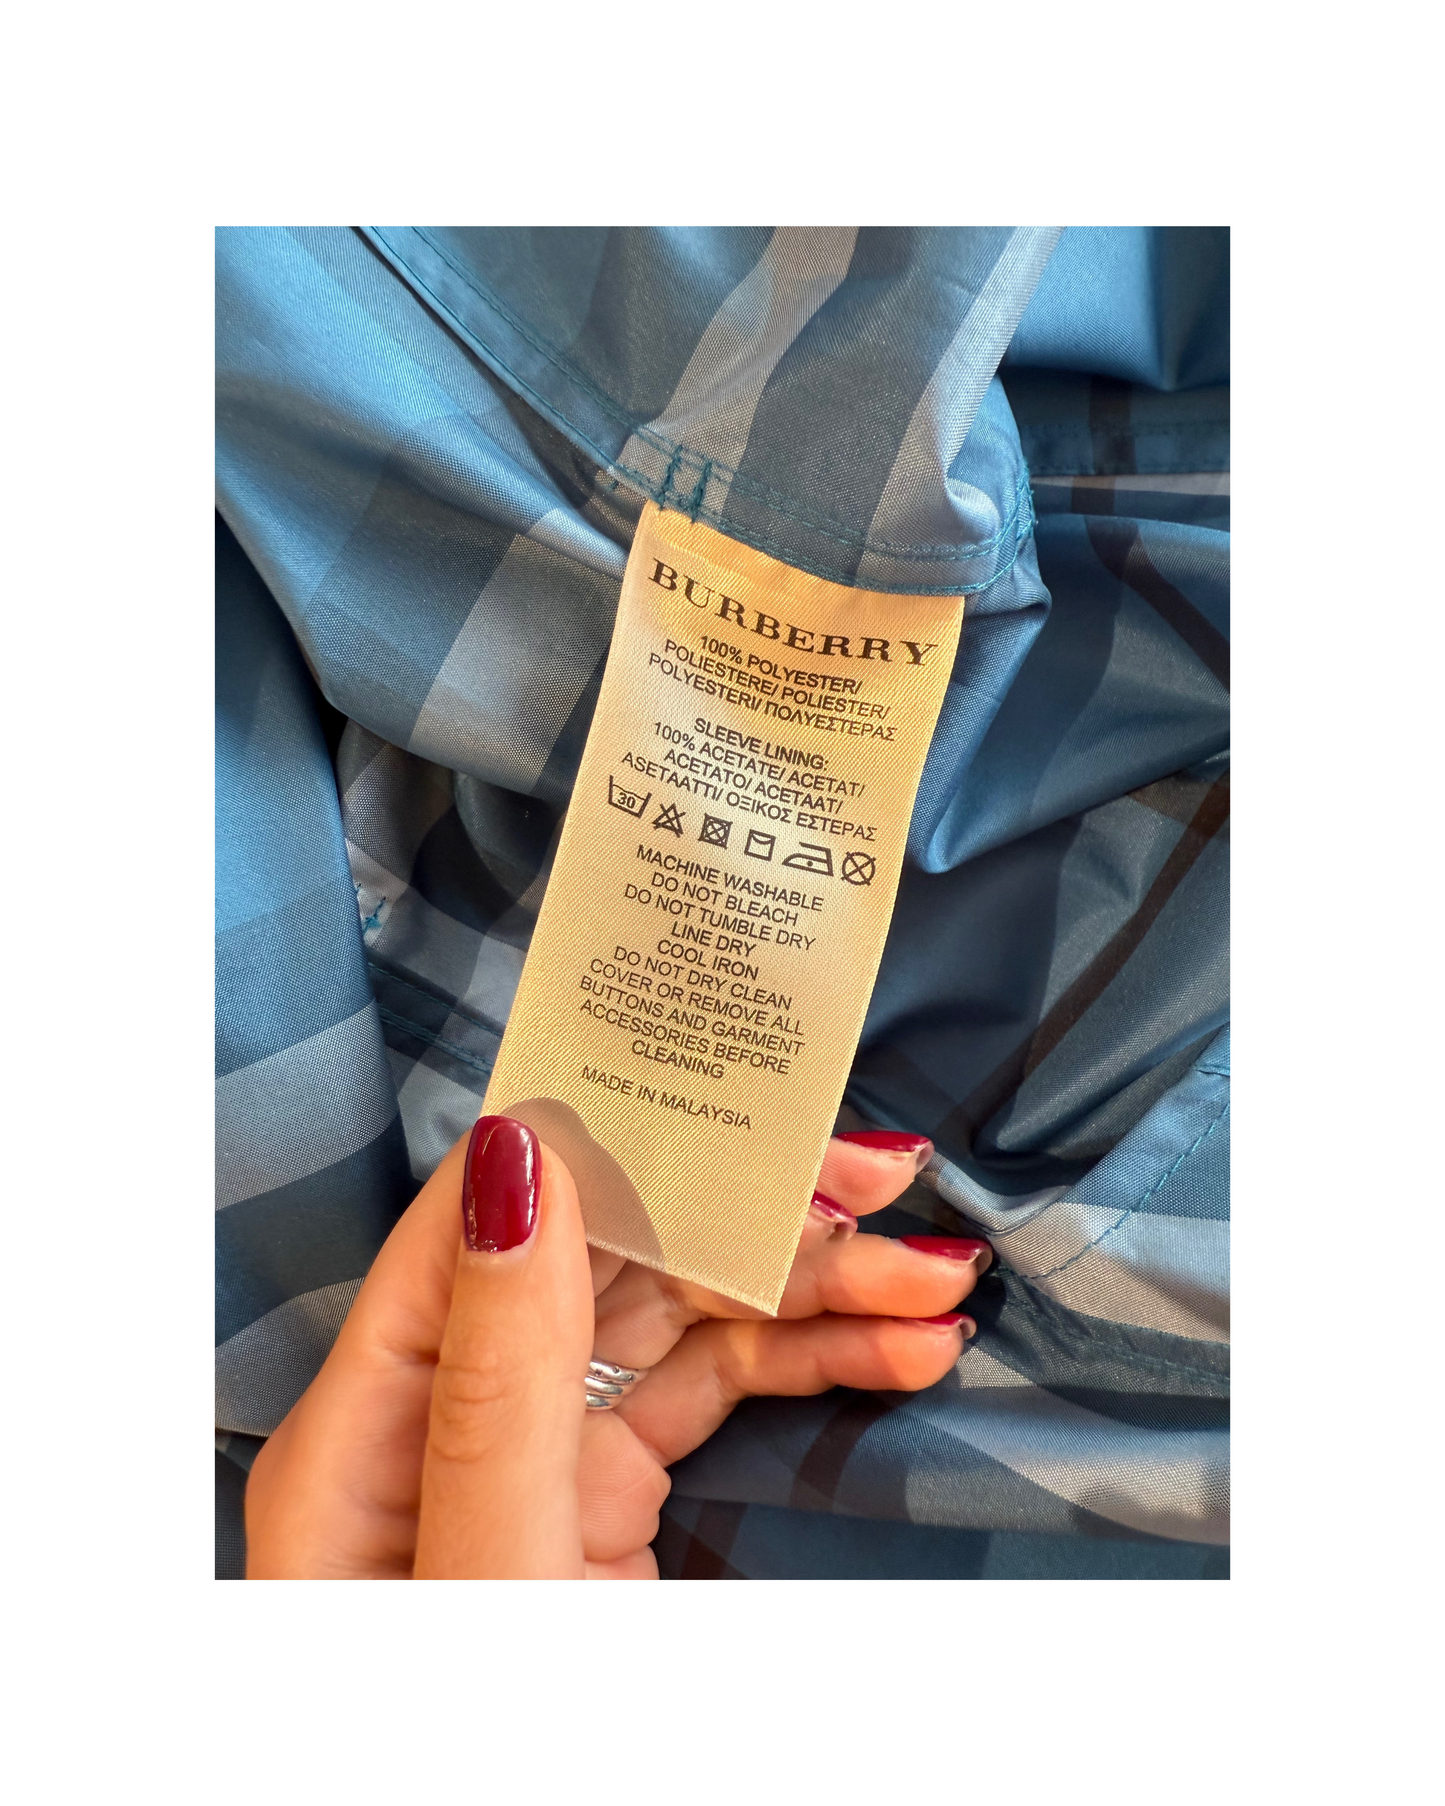 BURBERRY
100% POLYESTER/
POLIESTERE/ POLIESTER/
POLYESTERI/ ΠΟΛΥΕΣΤΕΡΑΣ
SLEEVE LINING:
100% ACETATE/ ACETAT/
ACETATO/ ACETAAT/
ASETAATTI/ ΟΞΙΚΟΣ ΕΣΤΕΡΑΣ
30
MACHINE WASHABLE
DO NOT BLEACH
DO NOT TUMBLE DRY
LINE DRY
COOL IRON
DO NOT DRY CLEAN
COVER OR REMOVE ALL
BUTTONS AND GARMENT
ACCESSORIES BEFORE
CLEANING
MADE IN MALAYSIA